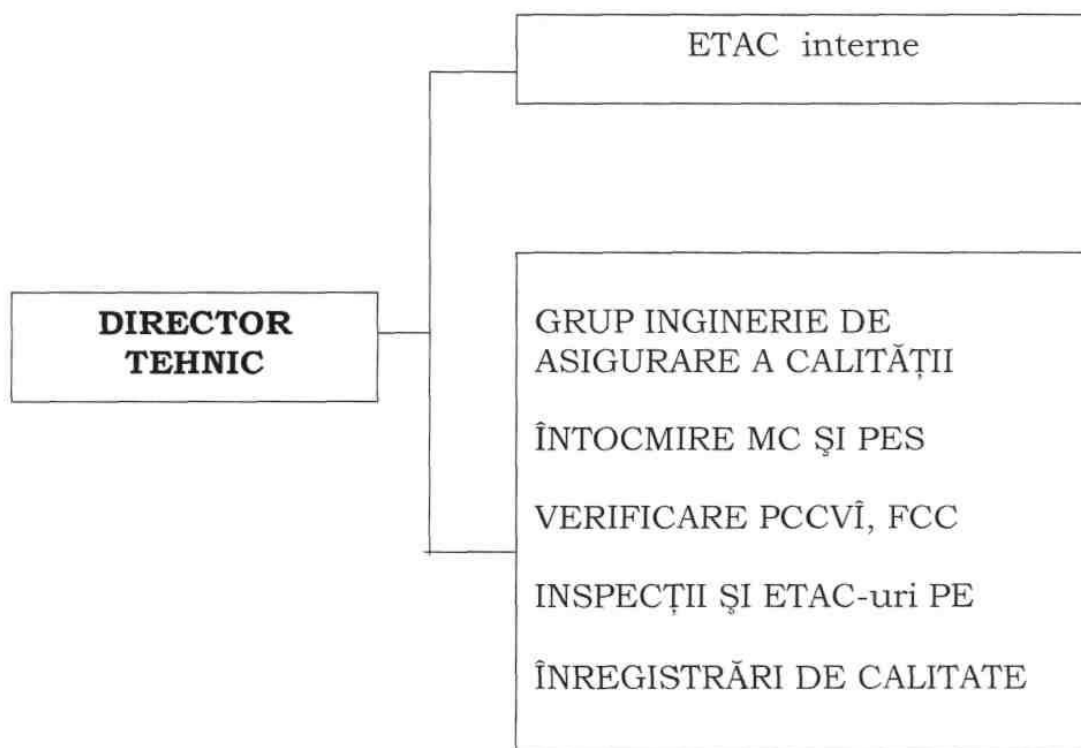 ETAC interne
DIRECTOR
TEHNIC
GRUP INGINERIE DE
ASIGURARE A CALITĂȚII
ÎNTOCMIRE MC ŞI PES
VERIFICARE PCCVÎ, FCC
INSPECȚII ŞI ETAC-uri PE
ÎNREGISTRĂRI DE CALITATE